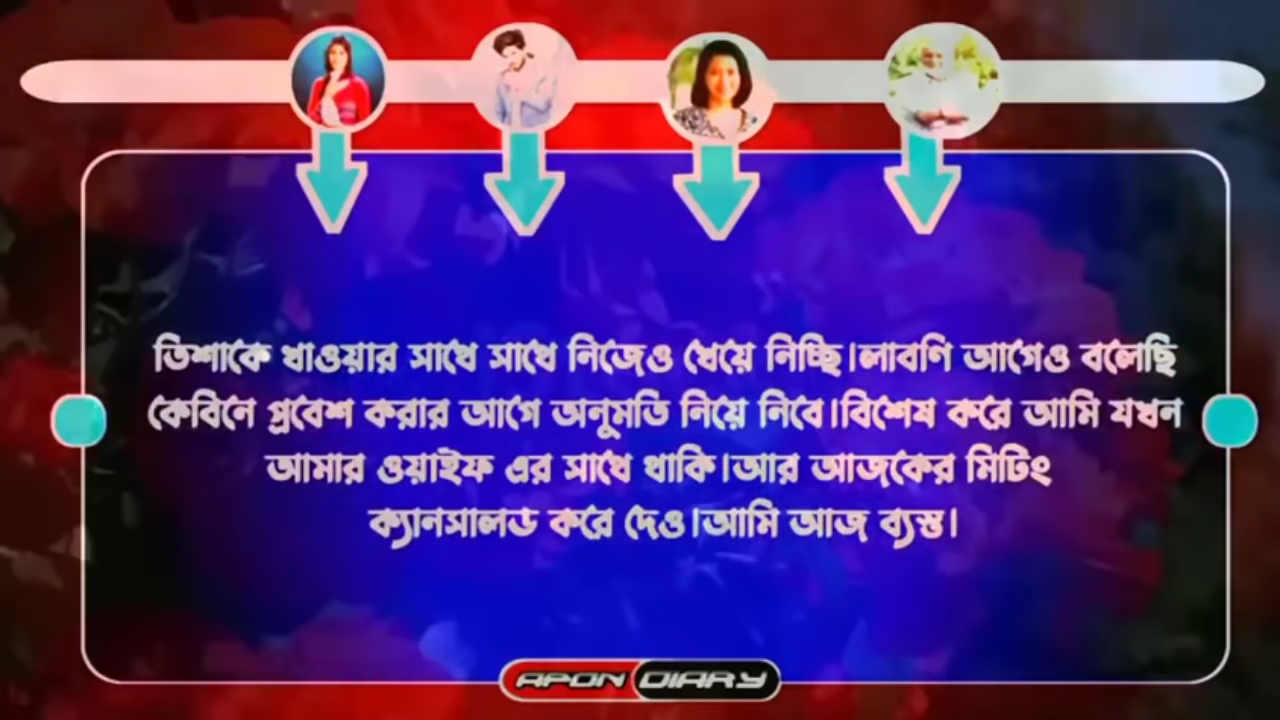 তিশাকে খাওয়ার সাথে সাথে নিজেও খেয়ে নিচ্ছি।লাবণি আগেও বলেছি
কেবিনে প্রবেশ করার আগে অনুমতি নিয়ে নিবে।বিশেষ করে আমি যখন
আমার ওয়াইফ এর সাথে থাকি।আর আজকের মিটিং
ক্যানসালড করে দেও।আমি আজ ব্যস্ত।
APON DIARY